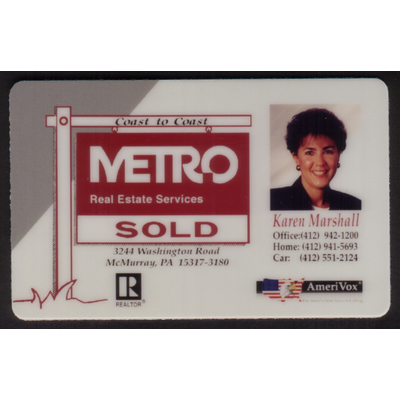 Coast to Coast
METRO
Real Estate Services
SOLD
3244 Washington Road
McMurray, PA 15317-3180
R
REALTOR®
Karen Marshall
Office:(412) 942-1200
Home: (412) 941-5693
Car: (412) 551-2124
AmeriVox®